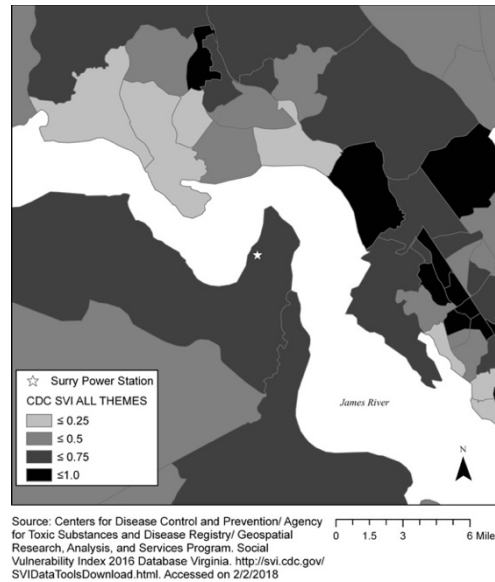 James River
N
☆ Surry Power Station
CDC SVI ALL THEMES
≤ 0.25
≤ 0.5
≤ 0.75
≤1.0
Source: Centers for Disease Control and Prevention/ Agency
for Toxic Substances and Disease Registry/ Geospatial
Research, Analysis, and Services Program. Social
Vulnerability Index 2016 Database Virginia. http://svi.cdc.gov/
SVIDataToolsDownload.html. Accessed on 2/2/2018
0 1.5 3 6 Mile